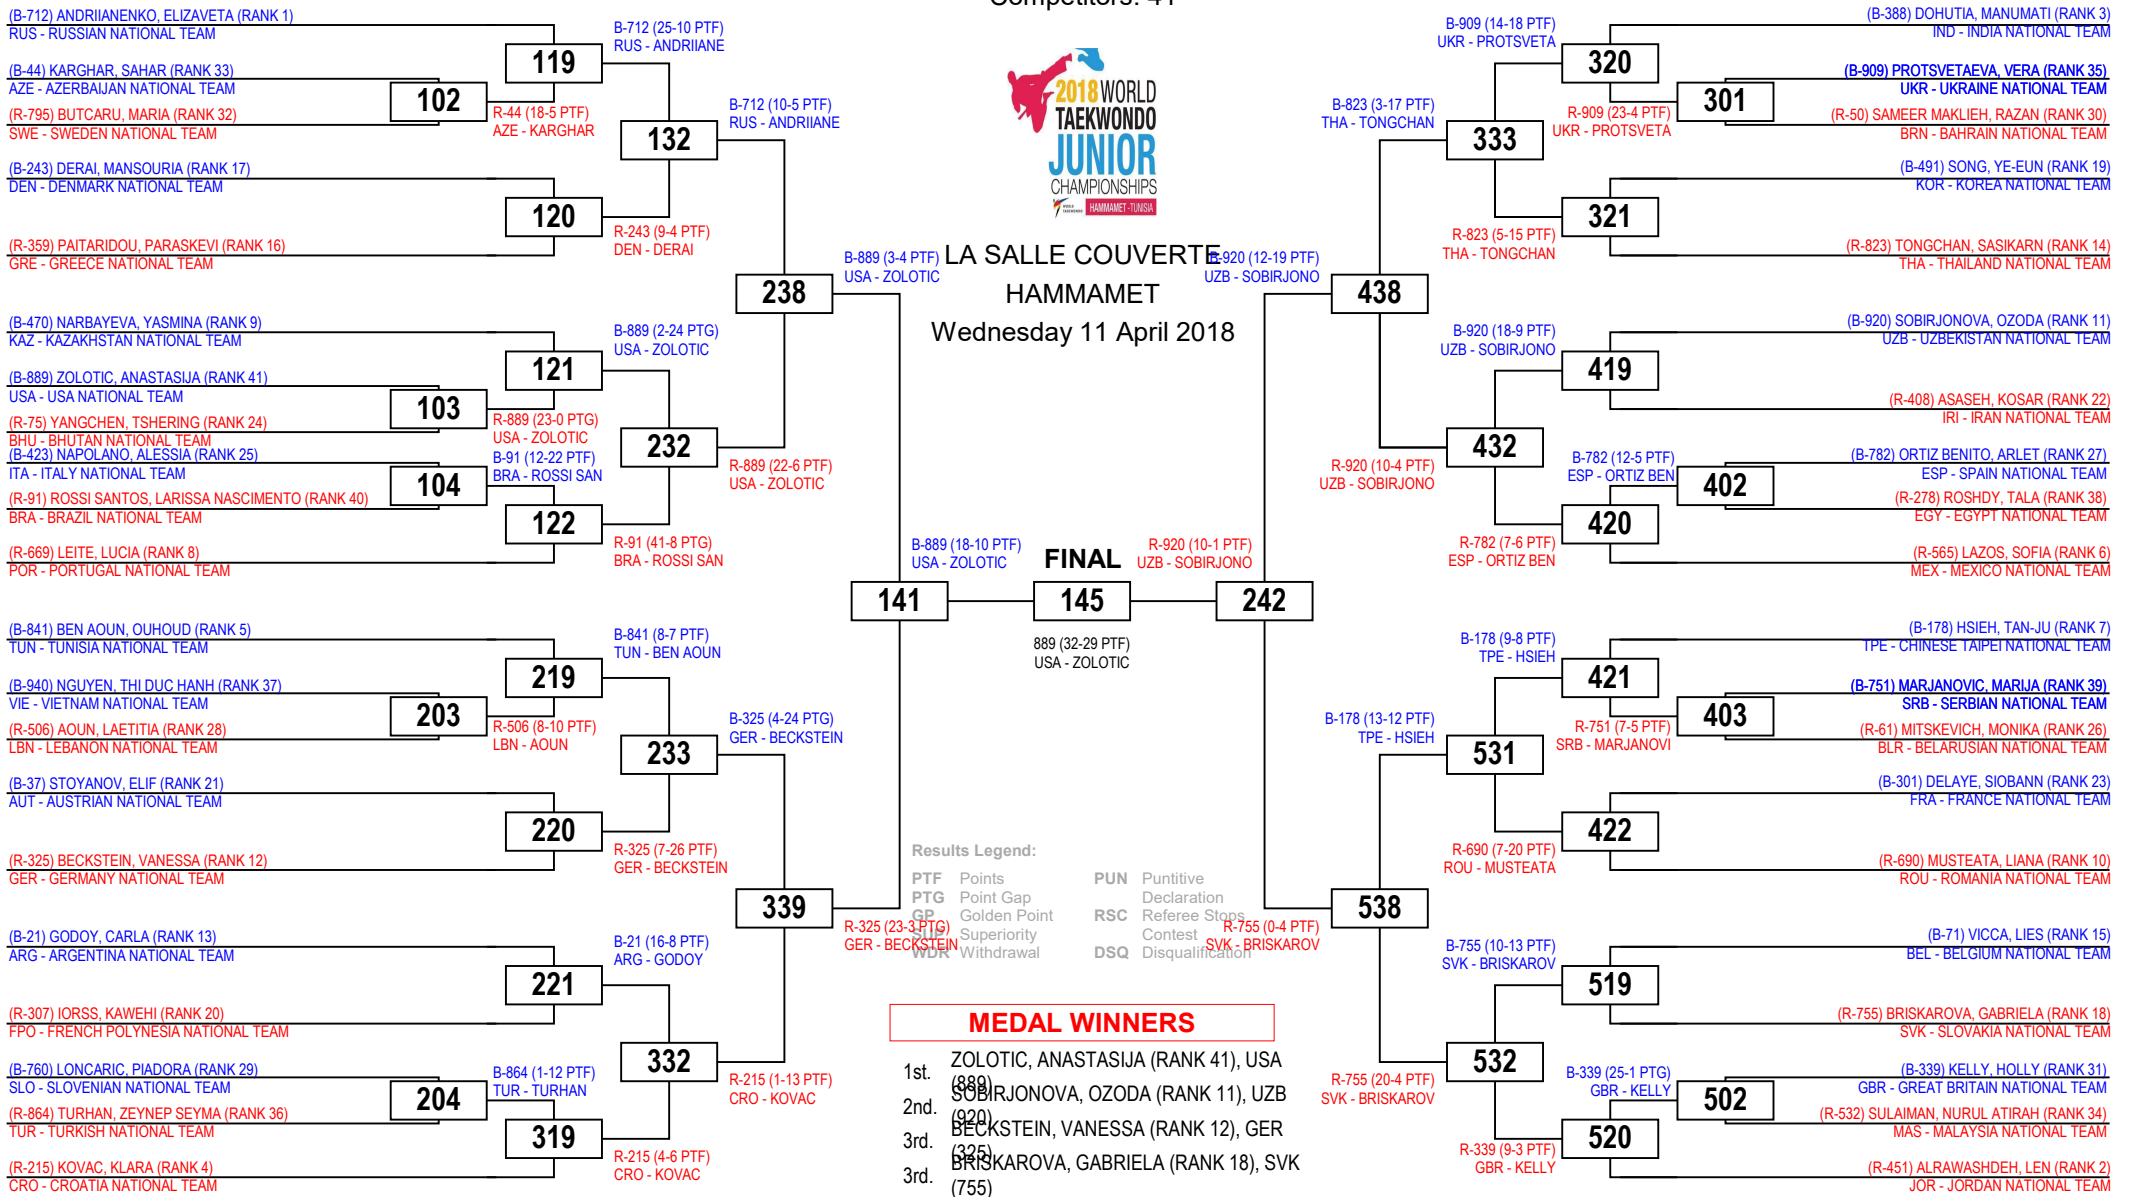 Competitors: 41
(B-712) ANDRIIANENKO, ELIZAVETA (RANK 1)
RUS - RUSSIAN NATIONAL TEAM
(B-44) KARGHAR, SAHAR (RANK 33)
AZE - AZERBAIJAN NATIONAL TEAM
(R-795) BUTCARU, MARIA (RANK 32)
SWE - SWEDEN NATIONAL TEAM
(B-243) DERAI, MANSOURIA (RANK 17)
DEN - DENMARK NATIONAL TEAM
(R-359) PAITARIDOU, PARASKEVI (RANK 16)
GRE - GREECE NATIONAL TEAM
(B-470) NARBAYEVA, YASMINA (RANK 9)
KAZ - KAZAKHSTAN NATIONAL TEAM
(B-889) ZOLOTIC, ANASTASIJA (RANK 41)
USA - USA NATIONAL TEAM
(R-75) YANGCHEN, TSHERING (RANK 24)
BHU - BHUTAN NATIONAL TEAM
(B-423) NAPOLANO, ALESSIA (RANK 25)
ITA - ITALY NATIONAL TEAM
(R-91) ROSSI SANTOS, LARISSA NASCIMENTO (RANK 40)
BRA - BRAZIL NATIONAL TEAM
(R-669) LEITE, LUCIA (RANK 8)
POR - PORTUGAL NATIONAL TEAM
(B-841) BEN AOUN, OUHOUD (RANK 5)
TUN - TUNISIA NATIONAL TEAM
(B-940) NGUYEN, THI DUC HANH (RANK 37)
VIE - VIETNAM NATIONAL TEAM
(R-506) AOUN, LAETITIA (RANK 28)
LBN - LEBANON NATIONAL TEAM
(B-37) STOYANOV, ELIF (RANK 21)
AUT - AUSTRIAN NATIONAL TEAM
(R-325) BECKSTEIN, VANESSA (RANK 12)
GER - GERMANY NATIONAL TEAM
(B-21) GODOY, CARLA (RANK 13)
ARG - ARGENTINA NATIONAL TEAM
(R-307) IORSS, KAWEHI (RANK 20)
FPO - FRENCH POLYNESIA NATIONAL TEAM
(B-760) LONCARIC, PIADORA (RANK 29)
SLO - SLOVENIAN NATIONAL TEAM
(R-864) TURHAN, ZEYNEP SEYMA (RANK 36)
TUR - TURKISH NATIONAL TEAM
(R-215) KOVAC, KLARA (RANK 4)
CRO - CROATIA NATIONAL TEAM
102
R-44 (18-5 PTF)
AZE - KARGHAR
103
R-889 (23-0 PTG)
USA - ZOLOTIC
104
B-91 (12-22 PTF)
BRA - ROSSI SAN
203
R-506 (8-10 PTF)
LBN - AOUN
204
B-864 (1-12 PTF)
TUR - TURHAN
119
B-712 (25-10 PTF)
RUS - ANDRIIANE
120
R-243 (9-4 PTF)
DEN - DERAI
121
B-889 (2-24 PTG)
USA - ZOLOTIC
122
R-91 (41-8 PTG)
BRA - ROSSI SAN
219
B-841 (8-7 PTF)
TUN - BEN AOUN
220
R-325 (7-26 PTF)
GER - BECKSTEIN
221
B-21 (16-8 PTF)
ARG - GODOY
319
R-215 (4-6 PTF)
CRO - KOVAC
132
B-712 (10-5 PTF)
RUS - ANDRIIANE
232
R-889 (22-6 PTF)
USA - ZOLOTIC
233
B-325 (4-24 PTG)
GER - BECKSTEIN
332
R-215 (1-13 PTF)
CRO - KOVAC
238
B-889 (3-4 PTF)
USA - ZOLOTIC
339
R-325 (23-3 PTG)
GER - BECKSTEIN
141
B-889 (18-10 PTF)
USA - ZOLOTIC
2018 WORLD
TAEKWONDO
JUNIOR
CHAMPIONSHIPS
WORLD
TAEKWONDO
HAMMAMET - TUNISIA
LA SALLE COUVERTE
HAMMAMET
Wednesday 11 April 2018
FINAL
145
889 (32-29 PTF)
USA - ZOLOTIC
R-920 (10-1 PTF)
UZB - SOBIRJONO
242
B-920 (12-19 PTF)
UZB - SOBIRJONO
438
R-755 (0-4 PTF)
SVK - BRISKAROV
538
B-823 (3-17 PTF)
THA - TONGCHAN
333
R-920 (10-4 PTF)
UZB - SOBIRJONO
432
B-178 (13-12 PTF)
TPE - HSIEH
531
R-755 (20-4 PTF)
SVK - BRISKAROV
532
B-909 (14-18 PTF)
UKR - PROTSVETA
320
R-823 (5-15 PTF)
THA - TONGCHAN
321
B-920 (18-9 PTF)
UZB - SOBIRJONO
419
R-782 (7-6 PTF)
ESP - ORTIZ BEN
420
B-178 (9-8 PTF)
TPE - HSIEH
421
R-690 (7-20 PTF)
ROU - MUSTEATA
422
B-755 (10-13 PTF)
SVK - BRISKAROV
519
R-339 (9-3 PTF)
GBR - KELLY
520
R-909 (23-4 PTF)
UKR - PROTSVETA
301
B-782 (12-5 PTF)
ESP - ORTIZ BEN
402
R-751 (7-5 PTF)
SRB - MARJANOVI
403
B-339 (25-1 PTG)
GBR - KELLY
502
(B-388) DOHUTIA, MANUMATI (RANK 3)
IND - INDIA NATIONAL TEAM
(B-909) PROTSVETAEVA, VERA (RANK 35)
UKR - UKRAINE NATIONAL TEAM
(R-50) SAMEER MAKLIEH, RAZAN (RANK 30)
BRN - BAHRAIN NATIONAL TEAM
(B-491) SONG, YE-EUN (RANK 19)
KOR - KOREA NATIONAL TEAM
(R-823) TONGCHAN, SASIKARN (RANK 14)
THA - THAILAND NATIONAL TEAM
(B-920) SOBIRJONOVA, OZODA (RANK 11)
UZB - UZBEKISTAN NATIONAL TEAM
(R-408) ASASEH, KOSAR (RANK 22)
IRI - IRAN NATIONAL TEAM
(B-782) ORTIZ BENITO, ARLET (RANK 27)
ESP - SPAIN NATIONAL TEAM
(R-278) ROSHDY, TALA (RANK 38)
EGY - EGYPT NATIONAL TEAM
(R-565) LAZOS, SOFIA (RANK 6)
MEX - MEXICO NATIONAL TEAM
(B-178) HSIEH, TAN-JU (RANK 7)
TPE - CHINESE TAIPEI NATIONAL TEAM
(B-751) MARJANOVIC, MARIJA (RANK 39)
SRB - SERBIAN NATIONAL TEAM
(R-61) MITSKEVICH, MONIKA (RANK 26)
BLR - BELARUSIAN NATIONAL TEAM
(B-301) DELAYE, SIOBANN (RANK 23)
FRA - FRANCE NATIONAL TEAM
(R-690) MUSTEATA, LIANA (RANK 10)
ROU - ROMANIA NATIONAL TEAM
(B-71) VICCA, LIES (RANK 15)
BEL - BELGIUM NATIONAL TEAM
(R-755) BRISKAROVA, GABRIELA (RANK 18)
SVK - SLOVAKIA NATIONAL TEAM
(B-339) KELLY, HOLLY (RANK 31)
GBR - GREAT BRITAIN NATIONAL TEAM
(R-532) SULAIMAN, NURUL ATIRAH (RANK 34)
MAS - MALAYSIA NATIONAL TEAM
(R-451) ALRAWASHDEH, LEN (RANK 2)
JOR - JORDAN NATIONAL TEAM
Results Legend:
PTF Points
PTG Point Gap
GP Golden Point
SUP Superiority
WDR Withdrawal
PUN Puntitive
Declaration
RSC Referee Stops
Contest
DSQ Disqualification
MEDAL WINNERS
1st. ZOLOTIC, ANASTASIJA (RANK 41), USA
(889)
2nd. SOBIRJONOVA, OZODA (RANK 11), UZB
(920)
3rd. BECKSTEIN, VANESSA (RANK 12), GER
(325)
3rd. BRISKAROVA, GABRIELA (RANK 18), SVK
(755)